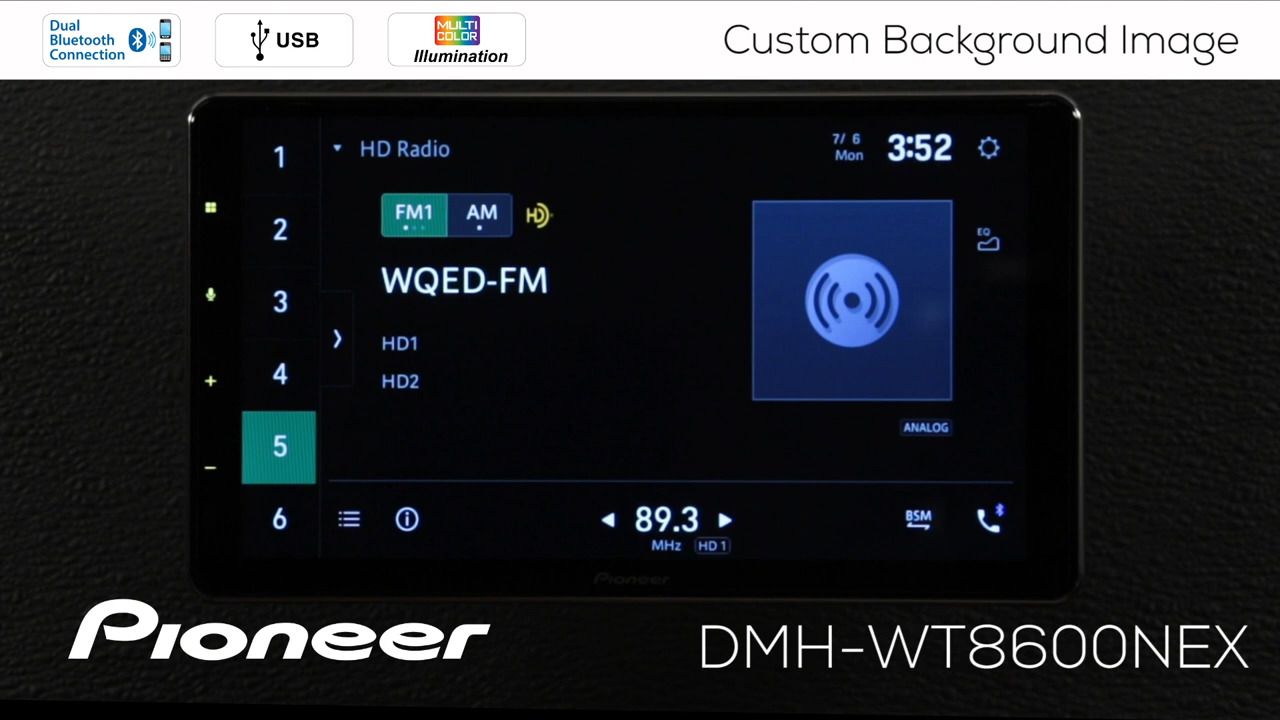 Dual
Bluetooth
Connection
USB
MULTI
COLOR
Illumination
Custom Background Image
1
2
3
4
5
6
HD Radio
7/ 6
Mon
3:52
FM1
AM
HD
EQ
WQED-FM
HD1
HD2
ANALOG
89.3
MHz
HD 1
BSM
Pioneer
Pioneer
DMH-WT8600NEX